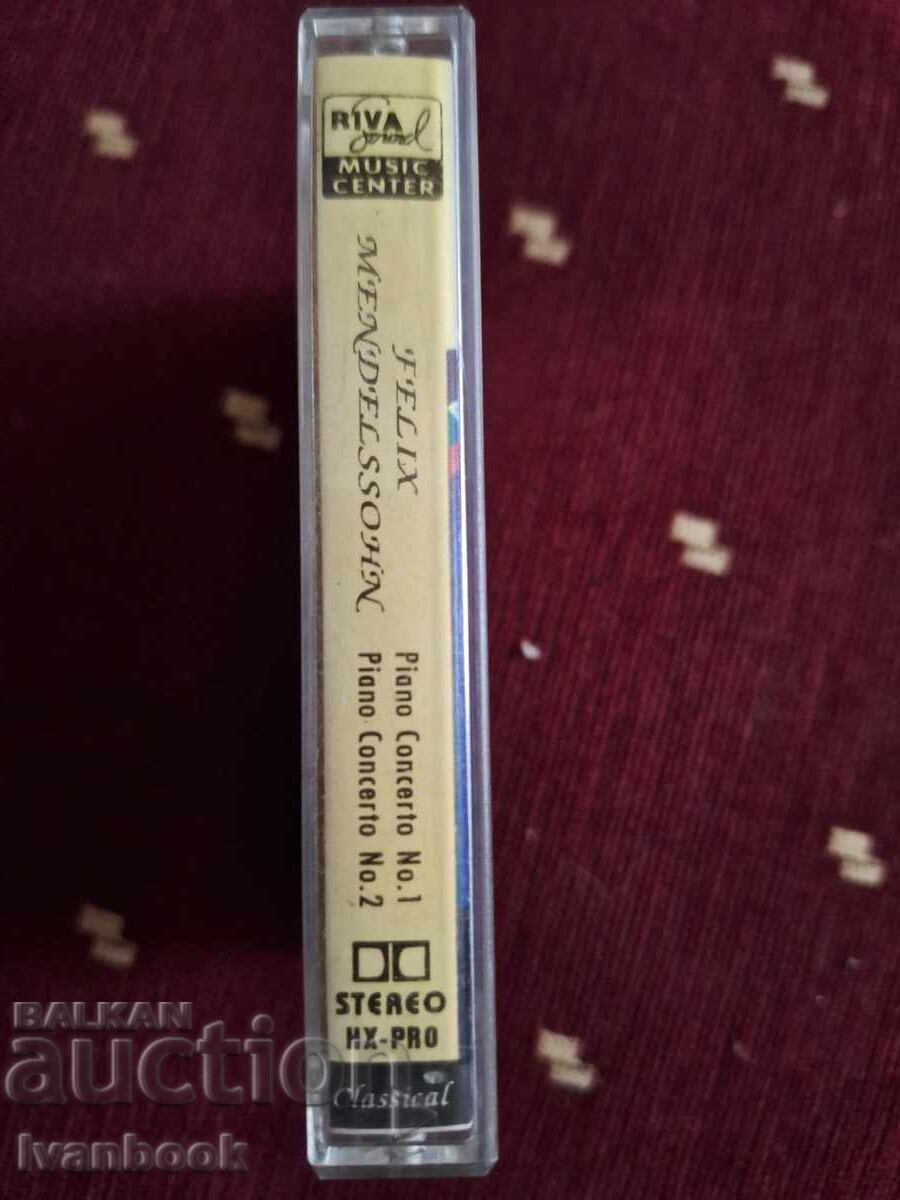 RIVA Sound
MUSIC
CENTER
FELIX
MENDELSSOHN
Piano Concerto No.1
Piano Concerto No.2
STEREO
HX-PRO
Classical
BALKAN
auction
Ivanbook